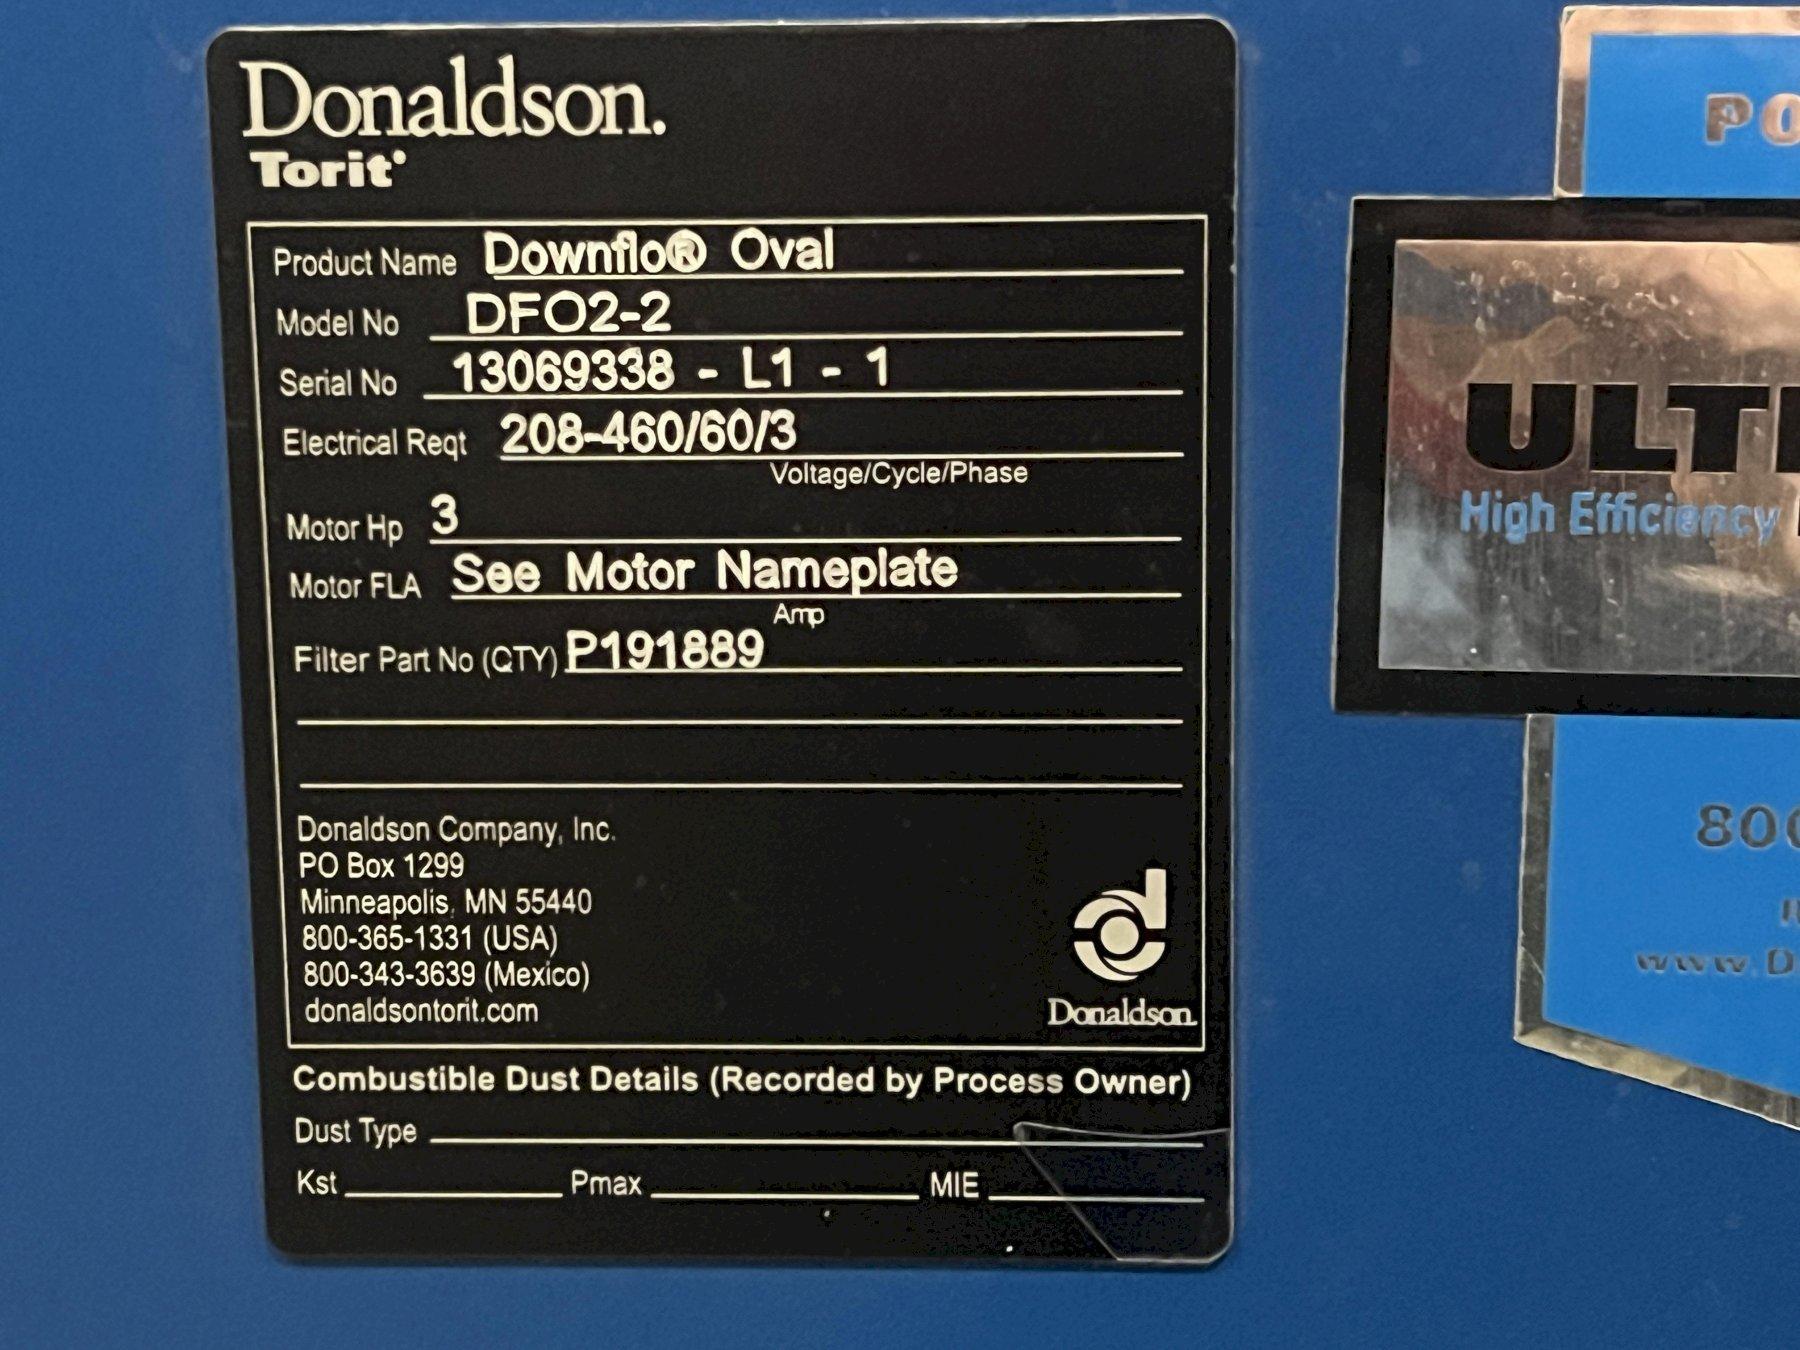 Donaldson.
Torit
Product Name Downflo® Oval
Model No DFO2-2
Serial No 13069338 - L1 - 1
Electrical Reqt 208-460/60/3
Voltage/Cycle/Phase
Motor Hp 3
Motor FLA See Motor Nameplate
Amp
Filter Part No (QTY) P191889
Donaldson Company, Inc.
PO Box 1299
Minneapolis, MN 55440
800-365-1331 (USA)
800-343-3639 (Mexico)
donaldsontorit.com
Donaldson.
Combustible Dust Details (Recorded by Process Owner)
Dust Type
Kst Pmax MIE
High Efficiency